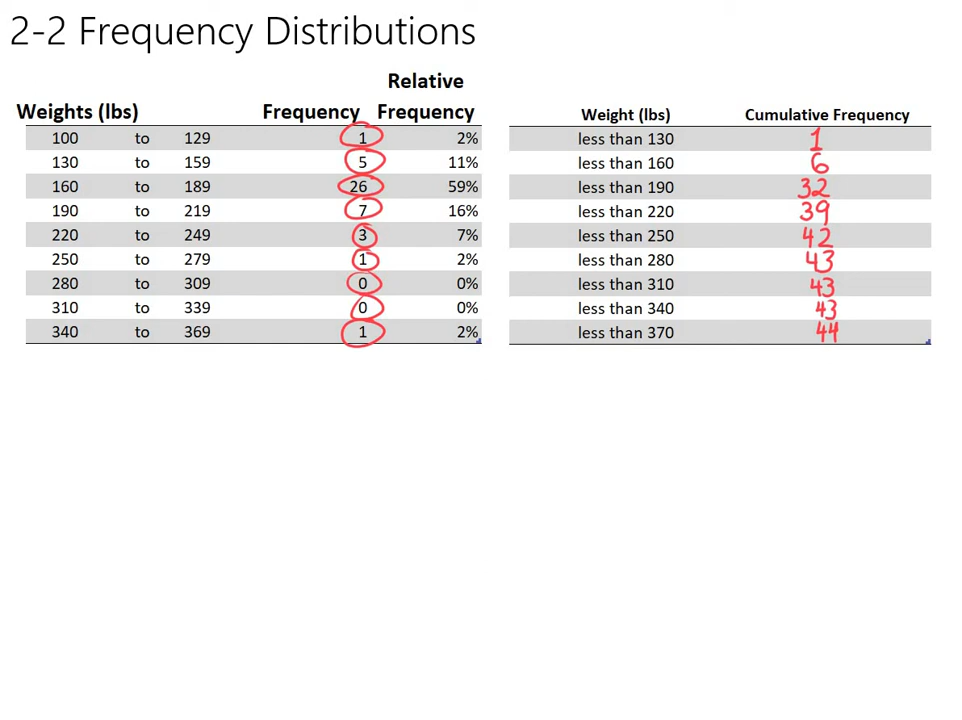 2-2 Frequency Distributions
Relative
Weights (lbs) Frequency Frequency
100 to 129 1 2%
130 to 159 5 11%
160 to 189 26 59%
190 to 219 7 16%
220 to 249 3 7%
250 to 279 1 2%
280 to 309 0 0%
310 to 339 0 0%
340 to 369 1 2%
Weight (lbs) Cumulative Frequency
less than 130 1
less than 160 6
less than 190 32
less than 220 39
less than 250 42
less than 280 43
less than 310 43
less than 340 43
less than 370 44